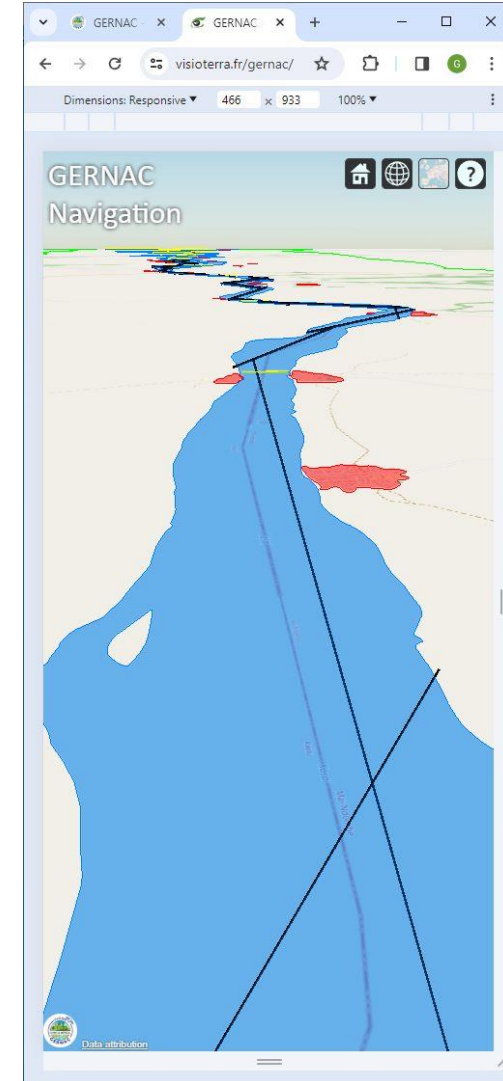 GERNAC
GERNAC
visioterra.fr/gernac/
G
Dimensions: Responsive
466
x
933
100%
GERNAC
Navigation
?
Data attribution